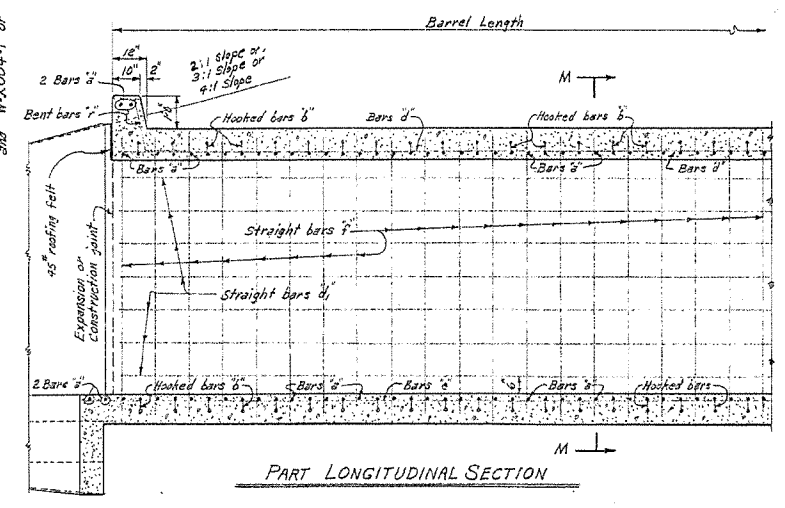 Barrel Length
12"
10"
2"
2:1 Slope or
3:1 Slope or
4:1 Slope
2 Bars "a"
M
Bent bars "r"
Hooked bars "b"
Bars "d"
Hooked bars "b"
Bars "a"
Bars "a"
Bars "d"
45# roofing felt
Expansion or
Construction joint
Straight bars "f"
Straight bars "d1"
2 Bars "a"
Hooked bars "b"
Bars "a"
Bars "e"
Bars "a"
Hooked bars
M
PART LONGITUDINAL SECTION